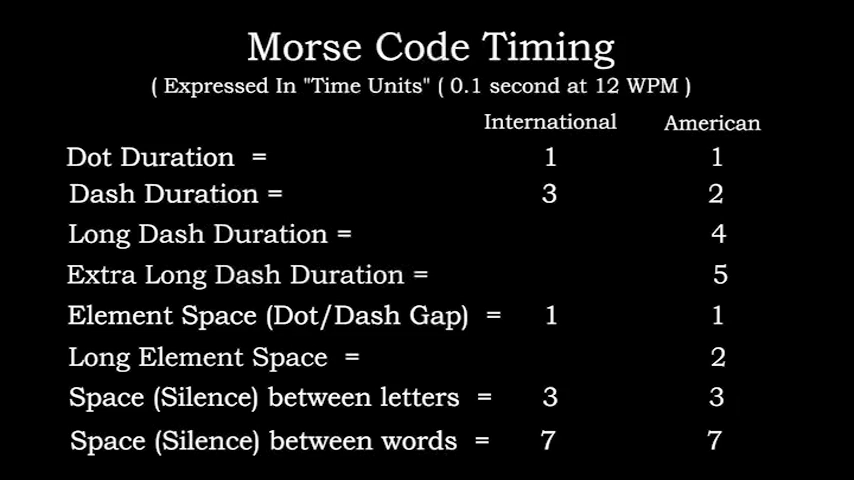 Morse Code Timing
( Expressed In "Time Units" ( 0.1 second at 12 WPM )
International American
Dot Duration = 1 1
Dash Duration = 3 2
Long Dash Duration = 4
Extra Long Dash Duration = 5
Element Space (Dot/Dash Gap) = 1 1
Long Element Space = 2
Space (Silence) between letters = 3 3
Space (Silence) between words = 7 7